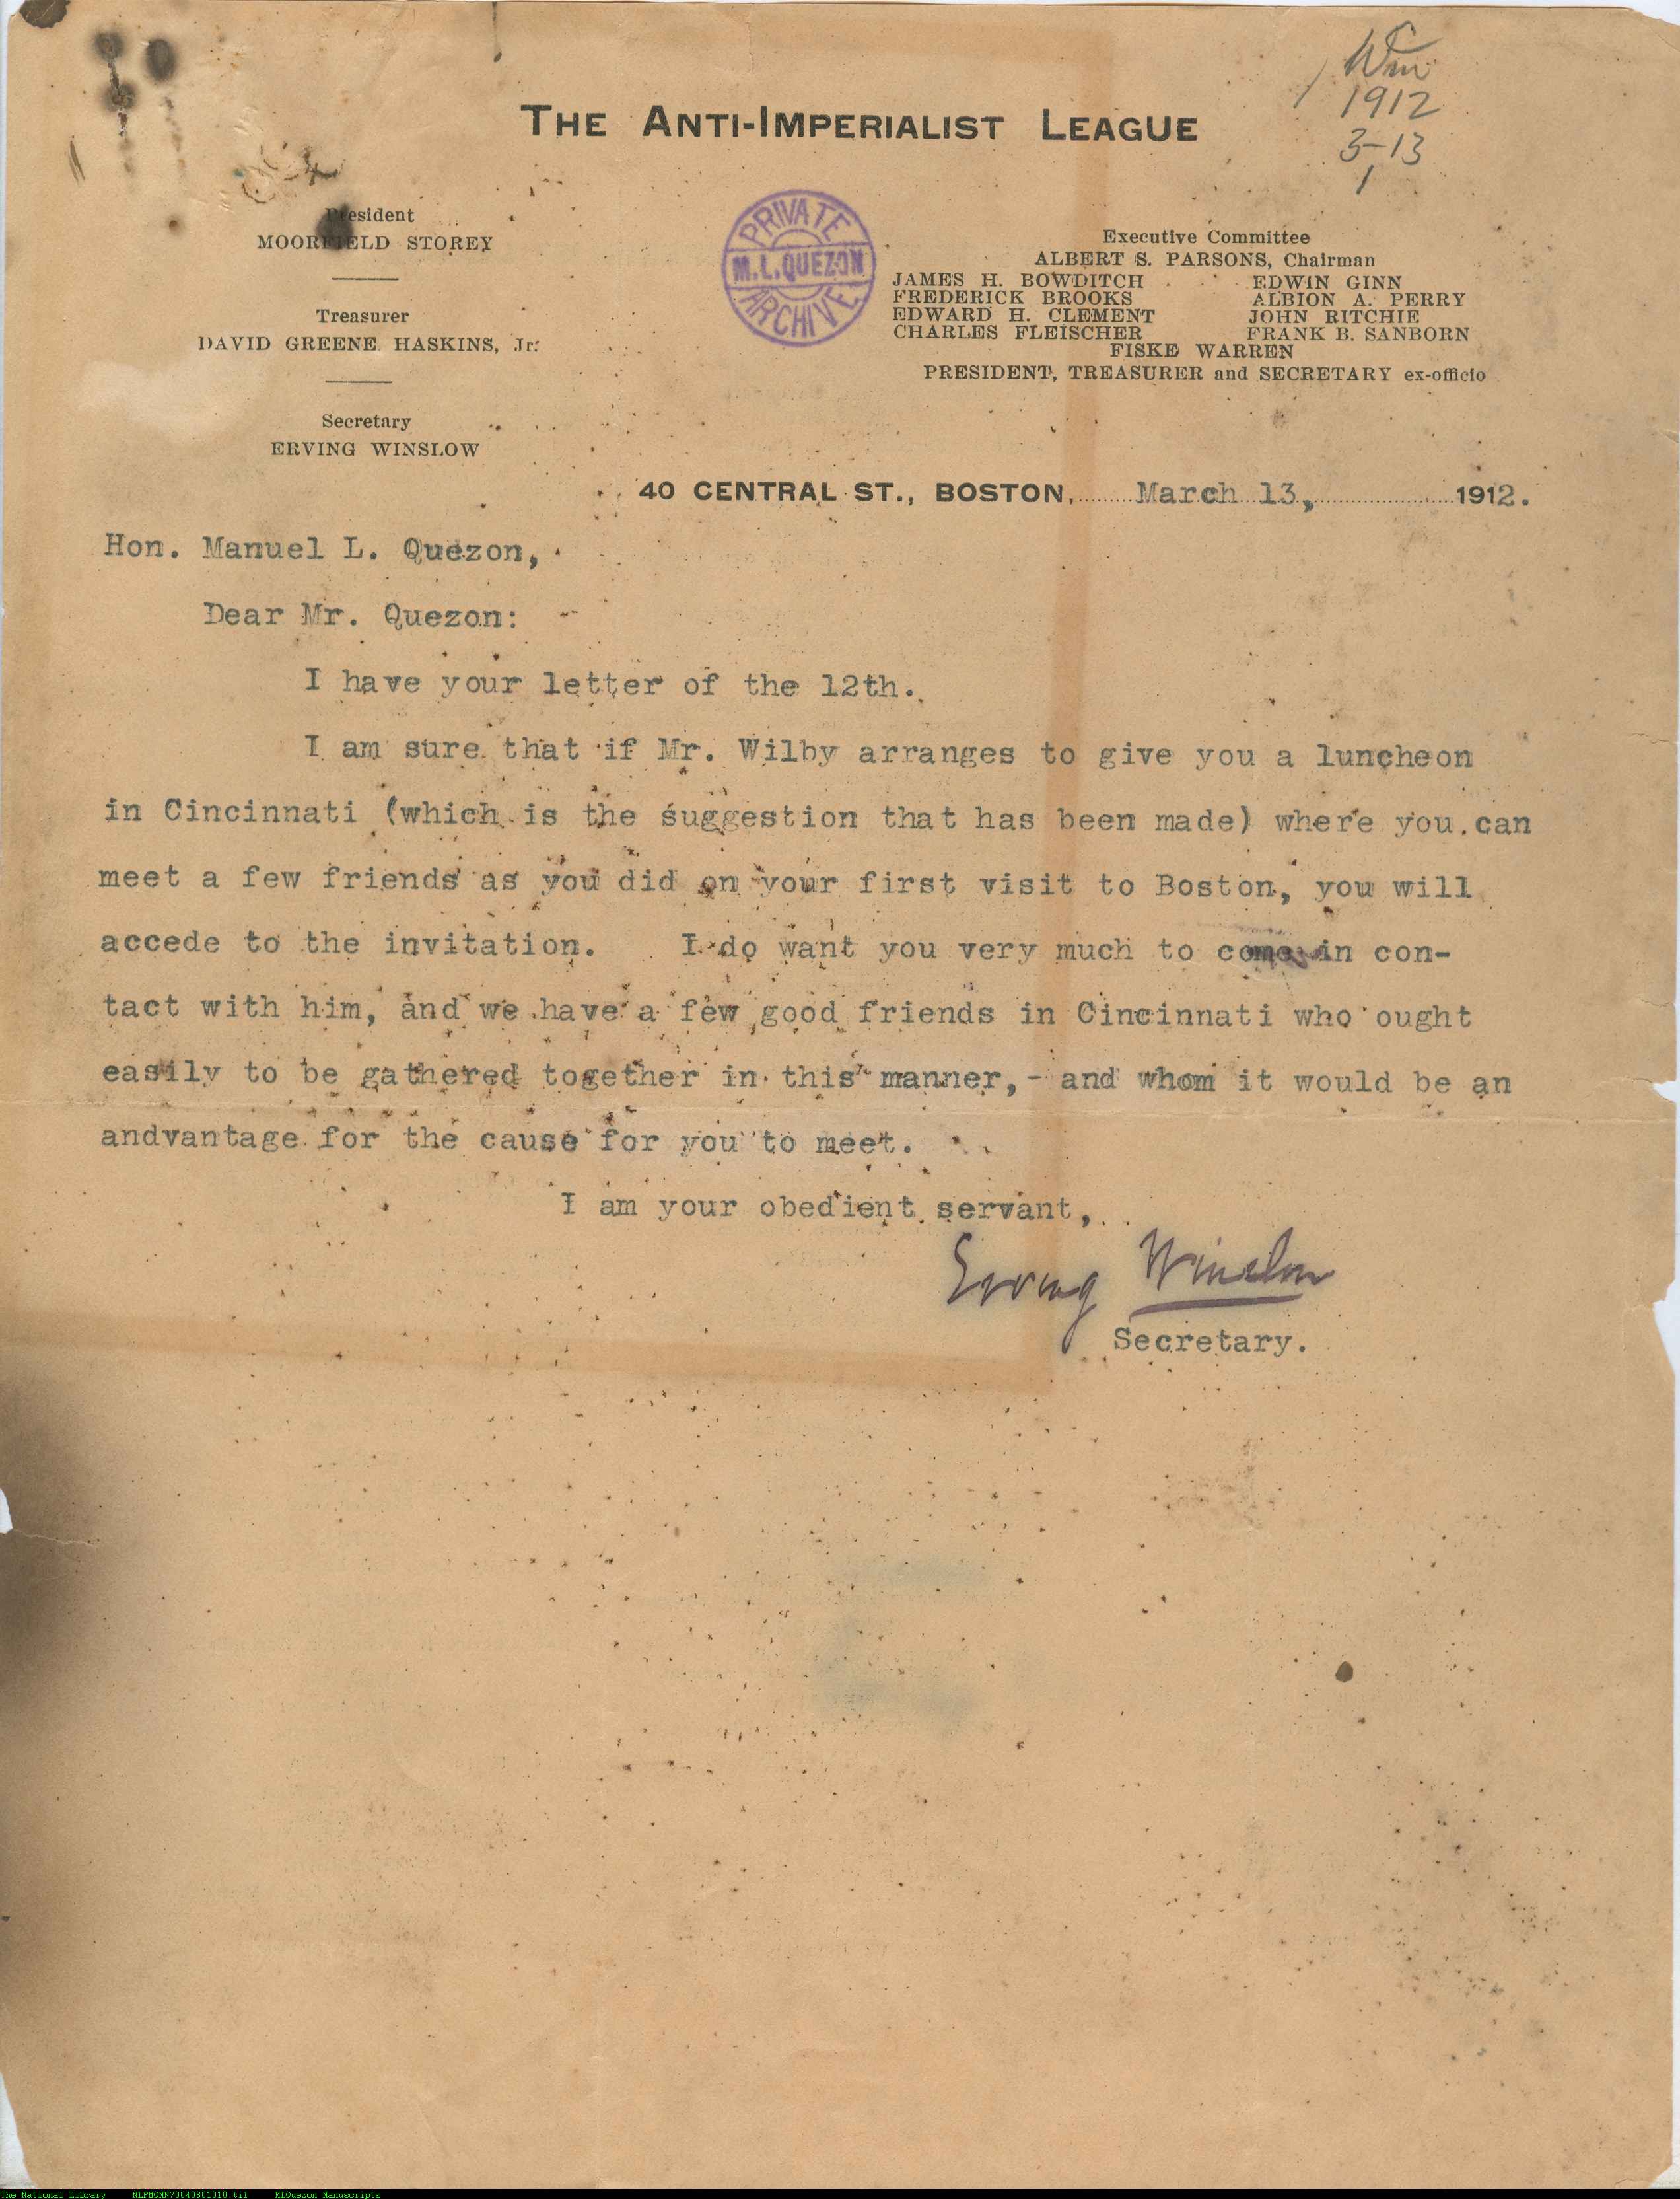 Win
1912
3-13
1
THE ANTI-IMPERIALIST LEAGUE
President
MOORFIELD STOREY
Treasurer
DAVID GREENE HASKINS, Jr.
Secretary
ERVING WINSLOW
PRIVATE
M.L.QUEZON
ARCHIVE
Executive Committee
ALBERT S. PARSONS, Chairman
JAMES H. BOWDITCH EDWIN GINN
FREDERICK BROOKS ALBION A. PERRY
EDWARD H. CLEMENT JOHN RITCHIE
CHARLES FLEISCHER FRANK B. SANBORN
FISKE WARREN
PRESIDENT, TREASURER and SECRETARY ex-officio
40 CENTRAL ST., BOSTON, March 13, 1912.
Hon. Manuel L. Quezon,
Dear Mr. Quezon:
I have your letter of the 12th.
I am sure that if Mr. Wilby arranges to give you a luncheon
in Cincinnati (which is the suggestion that has been made) where you can
meet a few friends as you did on your first visit to Boston, you will
accede to the invitation. I do want you very much to come in con-
tact with him, and we have a few good friends in Cincinnati who ought
easily to be gathered together in this manner,- and whom it would be an
andvantage for the cause for you to meet.
I am your obedient servant,
Erving Winslow
Secretary.
The National Library NLPMQMN70040801010.tif MLQuezon Manuscripts